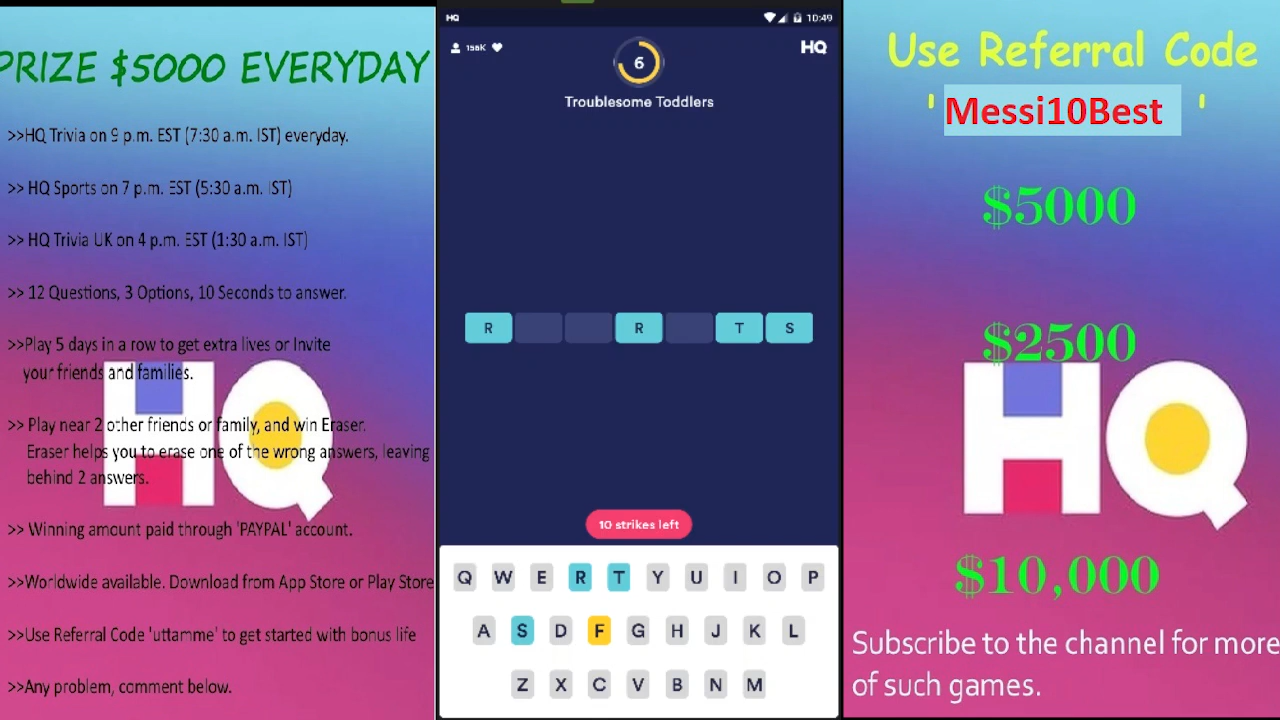 PRIZE $5000 EVERYDAY
>>HQ Trivia on 9 p.m. EST (7:30 a.m. IST) everyday.
>> HQ Sports on 7 p.m. EST (5:30 a.m. IST)
>> HQ Trivia UK on 4 p.m. EST (1:30 a.m. IST)
>> 12 Questions, 3 Options, 10 Seconds to answer.
>>Play 5 days in a row to get extra lives or Invite
your friends and families.
>> Play near 2 other friends or family, and win Eraser.
Eraser helps you to erase one of the wrong answers, leaving
behind 2 answers.
>> Winning amount paid through 'PAYPAL' account.
>>Worldwide available. Download from App Store or Play Store
>>Use Referral Code 'uttamme' to get started with bonus life
>>Any problem, comment below.
HQ
HQ 10:49
156K HQ
6
Troublesome Toddlers
R R T S
10 strikes left
Q W E R T Y U I O P
A S D F G H J K L
Z X C V B N M
Use Referral Code
' Messi10Best '
$5000
$2500
HQ
$10,000
Subscribe to the channel for more
of such games.